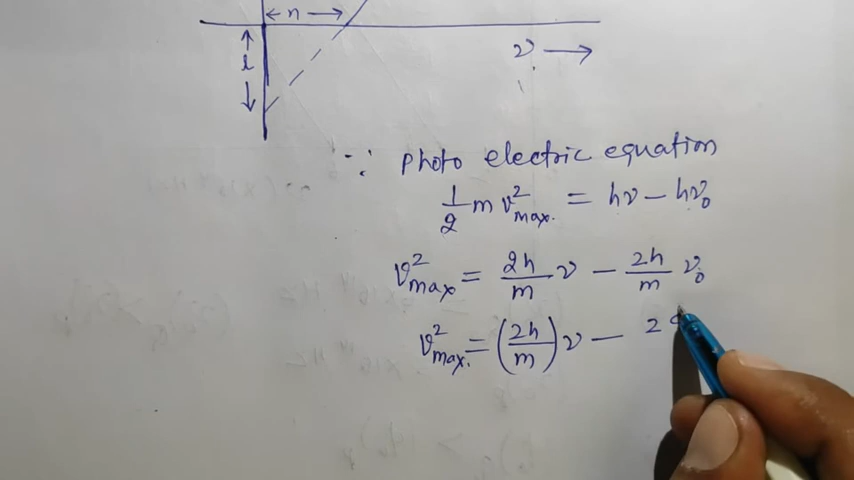 ← n →
l
ν →
∵ photo electric equation
1/2 m v²max. = hν − hν₀
v²max = 2h/m ν − 2h/m ν₀
v²max. = (2h/m) ν − 2